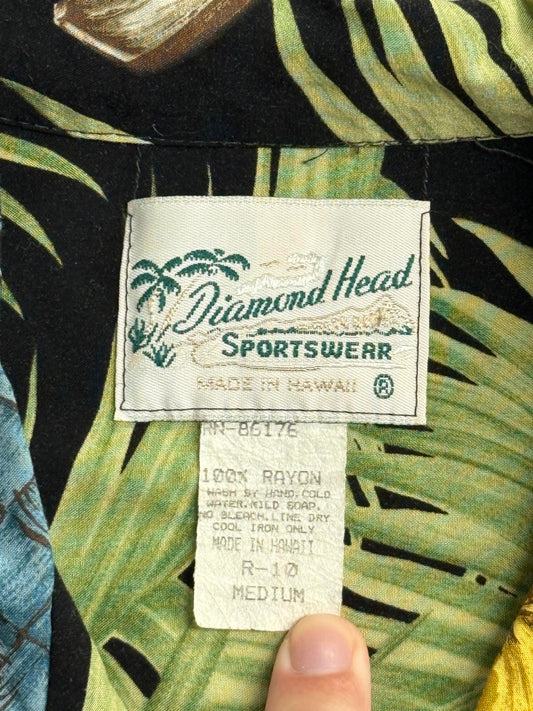 Diamond Head
SPORTSWEAR
MADE IN HAWAII ®
RN-86176
100% RAYON
WASH BY HAND.COLD
WATER.MILD SOAP.
NO BLEACH.LINE DRY
COOL IRON ONLY
MADE IN HAWAII
R-10
MEDIUM